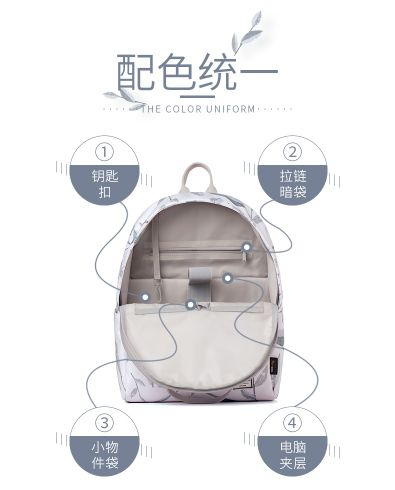 配色统一
THE COLOR UNIFORM
①
钥匙
扣
②
拉链
暗袋
③
小物
件袋
④
电脑
夹层